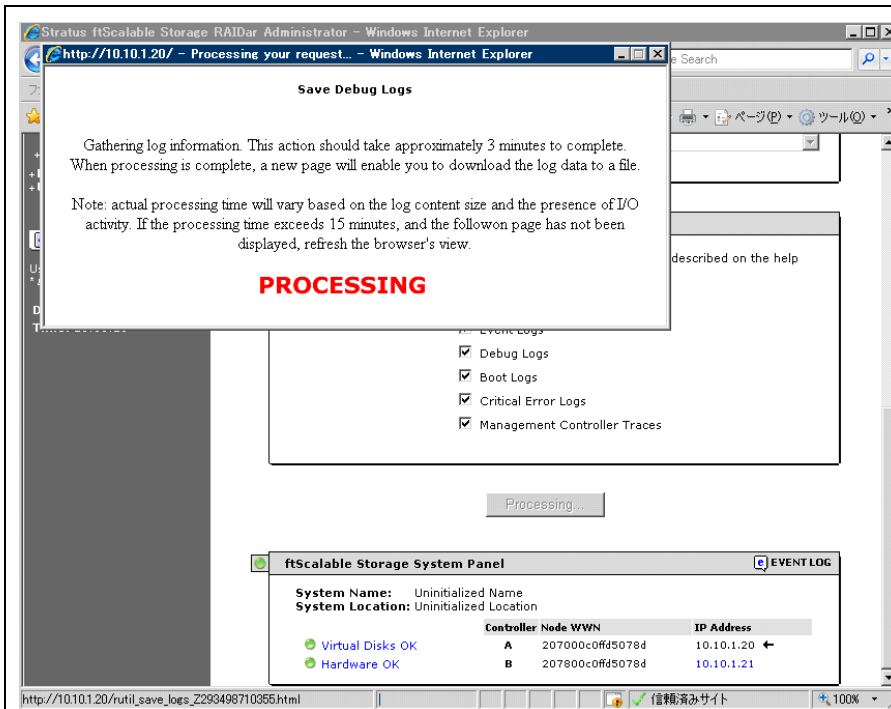 Stratus ftScalable Storage RAIDar Administrator - Windows Internet Explorer
http://10.10.1.20/ - Processing your request... - Windows Internet Explorer
Search
Save Debug Logs
ページ(P)
ツール(O)
Gathering log information. This action should take approximately 3 minutes to complete.
When processing is complete, a new page will enable you to download the log data to a file.
Note: actual processing time will vary based on the log content size and the presence of I/O
activity. If the processing time exceeds 15 minutes, and the followon page has not been
displayed, refresh the browser's view.
described on the help
PROCESSING
Event Logs
Debug Logs
Boot Logs
Critical Error Logs
Management Controller Traces
Processing...
ftScalable Storage System Panel
EVENT LOG
System Name: Uninitialized Name
System Location: Uninitialized Location
Controller Node WWN IP Address
Virtual Disks OK A 207000c0ffd5078d 10.10.1.20
Hardware OK B 207800c0ffd5078d 10.10.1.21
http://10.10.1.20/rutil_save_logs_Z293498710355.html
信頼済みサイト
100%